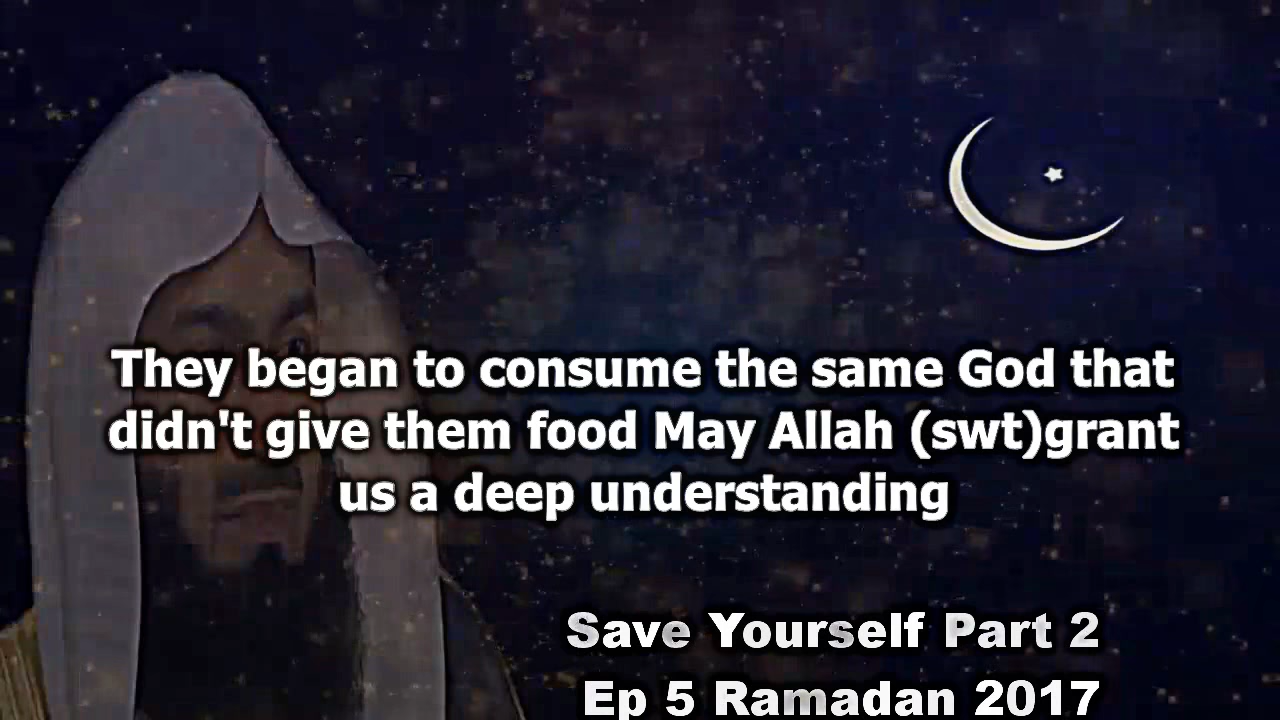 They began to consume the same God that
didn't give them food May Allah (swt)grant
us a deep understanding
Save Yourself Part 2
Ep 5 Ramadan 2017